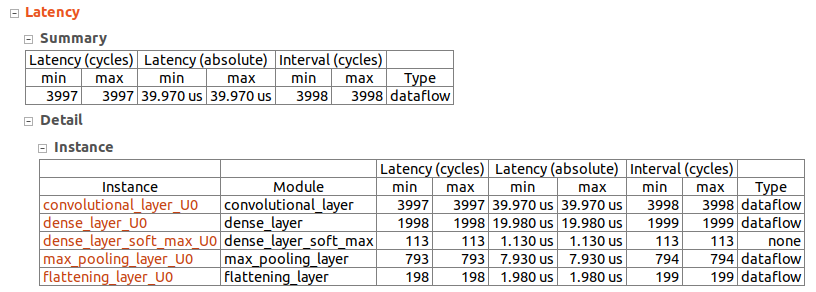 Latency
Summary
Latency (cycles) Latency (absolute) Interval (cycles)
min max min max min max Type
3997 3997 39.970 us 39.970 us 3998 3998 dataflow
Detail
Instance
Latency (cycles) Latency (absolute) Interval (cycles)
Instance Module min max min max min max Type
convolutional_layer_U0 convolutional_layer 3997 3997 39.970 us 39.970 us 3998 3998 dataflow
dense_layer_U0 dense_layer 1998 1998 19.980 us 19.980 us 1999 1999 dataflow
dense_layer_soft_max_U0 dense_layer_soft_max 113 113 1.130 us 1.130 us 113 113 none
max_pooling_layer_U0 max_pooling_layer 793 793 7.930 us 7.930 us 794 794 dataflow
flattening_layer_U0 flattening_layer 198 198 1.980 us 1.980 us 199 199 dataflow